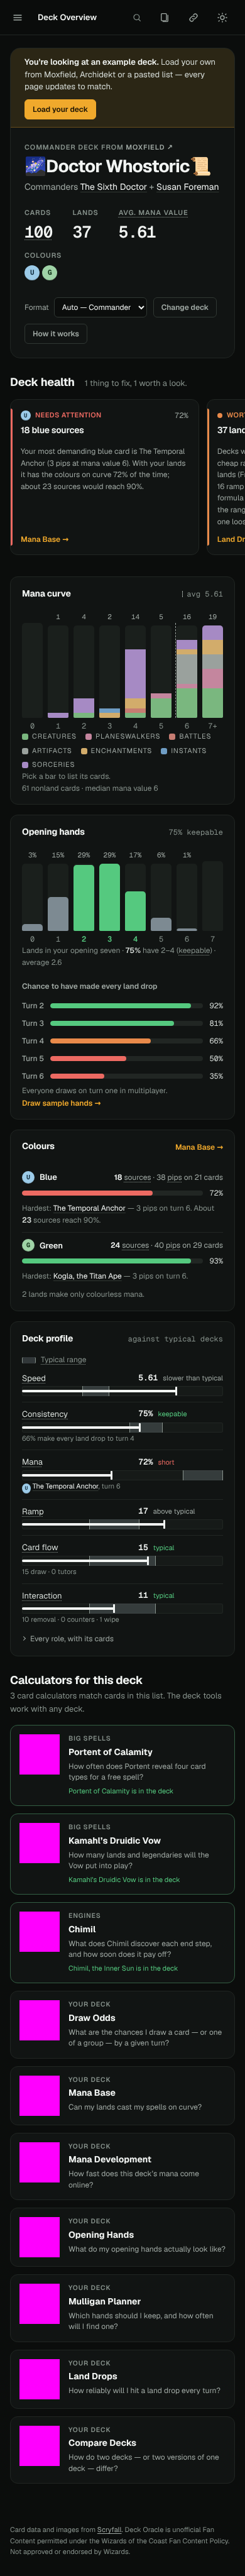 Deck Overview
You're looking at an example deck. Load your own
from Moxfield, Archidekt or a pasted list — every
page updates to match.
Load your deck
COMMANDER DECK FROM MOXFIELD ↗
🌌Doctor Whostoric📜
Commanders The Sixth Doctor + Susan Foreman
CARDS LANDS AVG. MANA VALUE
100 37 5.61
COLOURS
U G
Format Auto — Commander Change deck
How it works
Deck health 1 thing to fix, 1 worth a look.
U NEEDS ATTENTION 72%
18 blue sources
Your most demanding blue card is The Temporal
Anchor (3 pips at mana value 6). With your lands
it has the colours on curve 72% of the time;
about 23 sources would reach 90%.
Mana Base →
WOR
37 land
Decks w
cheap ra
lands (F
16 ramp
formula
the rang
one loos
Land Dr
Mana curve avg 5.61
1 4 2 14 5 16 19
0 1 2 3 4 5 6 7+
CREATURES PLANESWALKERS BATTLES
ARTIFACTS ENCHANTMENTS INSTANTS
SORCERIES
Pick a bar to list its cards.
61 nonland cards · median mana value 6
Opening hands 75% keepable
3% 15% 29% 29% 17% 6% 1%
0 1 2 3 4 5 6 7
Lands in your opening seven · 75% have 2–4 (keepable) ·
average 2.6
Chance to have made every land drop
Turn 2 92%
Turn 3 81%
Turn 4 66%
Turn 5 50%
Turn 6 35%
Everyone draws on turn one in multiplayer.
Draw sample hands →
Colours Mana Base →
U Blue 18 sources · 38 pips on 21 cards
72%
Hardest: The Temporal Anchor — 3 pips on turn 6. About
23 sources reach 90%.
G Green 24 sources · 40 pips on 29 cards
93%
Hardest: Kogla, the Titan Ape — 3 pips on turn 6.
2 lands make only colourless mana.
Deck profile against typical decks
Typical range
Speed 5.61 slower than typical
Consistency 75% keepable
66% make every land drop to turn 4
Mana 72% short
U The Temporal Anchor, turn 6
Ramp 17 above typical
Card flow 15 typical
15 draw · 0 tutors
Interaction 11 typical
10 removal · 0 counters · 1 wipe
› Every role, with its cards
Calculators for this deck
3 card calculators match cards in this list. The deck tools
work with any deck.
BIG SPELLS
Portent of Calamity
How often does Portent reveal four card
types for a free spell?
Portent of Calamity is in the deck
BIG SPELLS
Kamahl's Druidic Vow
How many lands and legendaries will the
Vow put into play?
Kamahl's Druidic Vow is in the deck
ENGINES
Chimil
What does Chimil discover each end step,
and how soon does it pay off?
Chimil, the Inner Sun is in the deck
YOUR DECK
Draw Odds
What are the chances I draw a card — or one
of a group — by a given turn?
YOUR DECK
Mana Base
Can my lands cast my spells on curve?
YOUR DECK
Mana Development
How fast does this deck's mana come
online?
YOUR DECK
Opening Hands
What do my opening hands actually look like?
YOUR DECK
Mulligan Planner
Which hands should I keep, and how often
will I find one?
YOUR DECK
Land Drops
How reliably will I hit a land drop every turn?
YOUR DECK
Compare Decks
How do two decks — or two versions of one
deck — differ?
Card data and images from Scryfall. Deck Oracle is unofficial Fan
Content permitted under the Wizards of the Coast Fan Content Policy.
Not approved or endorsed by Wizards.